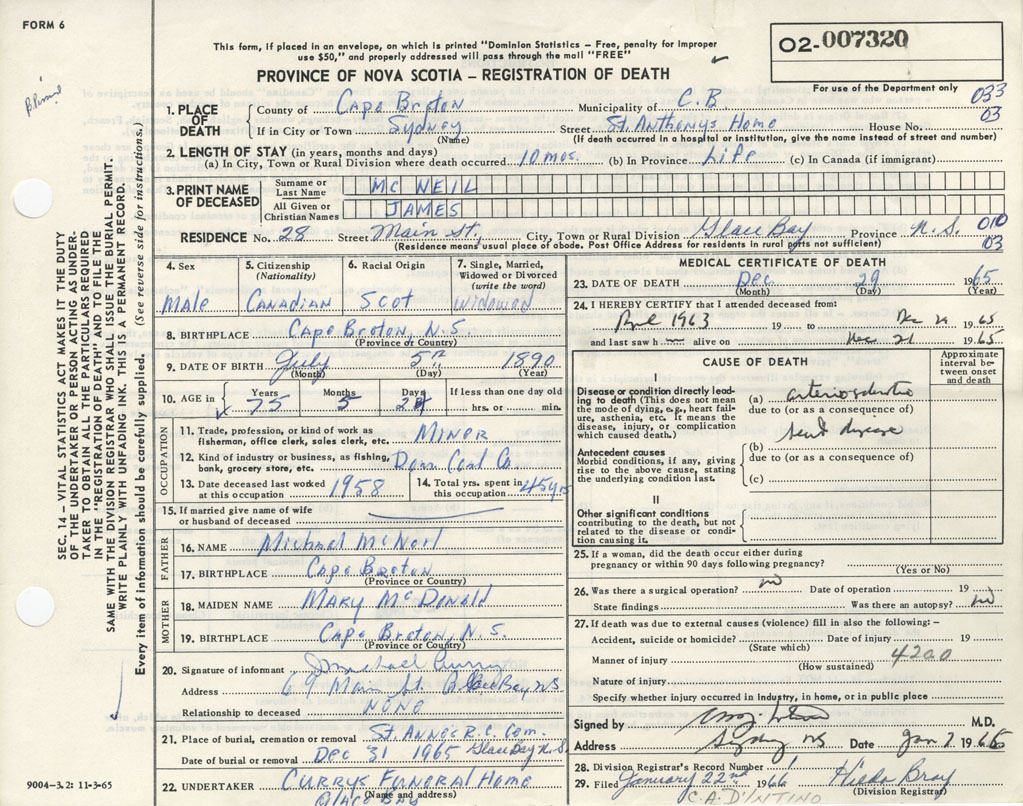 FORM 6
This form, if placed in an envelope, on which is printed "Dominion Statistics – Free, penalty for improper
use $50," and properly addressed will pass through the mail "FREE"
02-007320
PROVINCE OF NOVA SCOTIA – REGISTRATION OF DEATH
For use of the Department only
033
03
1. PLACE OF DEATH { County of Cape Breton Municipality of C.B
If in City or Town Sydney (Name) Street St. Anthonys Home House No.
(If death occurred in a hospital or institution, give the name instead of street and number)
2. LENGTH OF STAY (in years, months and days)
(a) In City, Town or Rural Division where death occurred 10 mos. (b) In Province Life (c) In Canada (if immigrant)
3. PRINT NAME OF DECEASED { Surname or Last Name MC NEIL
All Given or Christian Names JAMES
RESIDENCE No. 28 Street Main St, City, Town or Rural Division Glace Bay Province N.S. 010
03
(Residence means usual place of abode. Post Office Address for residents in rural parts not sufficient)
4. Sex Male
5. Citizenship (Nationality) Canadian
6. Racial Origin Scot
7. Single, Married, Widowed or Divorced (write the word) Widowed
8. BIRTHPLACE Cape Breton, N.S.
(Province or Country)
9. DATE OF BIRTH July 5th 1890
(Month) (Day) (Year)
10. AGE in { Years 75 Months 5 Days 24 If less than one day old
hrs. or min.
OCCUPATION
11. Trade, profession, or kind of work as
fisherman, office clerk, sales clerk, etc. Miner
12. Kind of industry or business, as fishing,
bank, grocery store, etc. Dom Coal Co.
13. Date deceased last worked
at this occupation 1958
14. Total yrs. spent in
this occupation 45 yrs
15. If married give name of wife
or husband of deceased
FATHER
16. NAME Michael McNeil
17. BIRTHPLACE Cape Breton
(Province or Country)
MOTHER
18. MAIDEN NAME Mary McDonald
19. BIRTHPLACE Cape Breton, N.S.
(Province or Country)
20. Signature of informant Michael Curry
Address 69 Main St. Glace Bay NS
Relationship to deceased NONE
21. Place of burial, cremation or removal St Anne's R.C. Cem.
Date of burial or removal Dec 31 1965 Glace Bay N.S
22. UNDERTAKER Currys Funeral Home
(Name and address)
Glace Bay
MEDICAL CERTIFICATE OF DEATH
23. DATE OF DEATH Dec 29 1965
(Month) (Day) (Year)
24. I HEREBY CERTIFY that I attended deceased from:
1963 19 to Dec 29 1965
and last saw h alive on Dec 21 1965
CAUSE OF DEATH
Approximate interval between onset and death
I
Disease or condition directly leading to death (This does not mean the mode of dying, e.g., heart failure, asthenia, etc. It means the disease, injury, or complication which caused death.)
(a) arteriosclerotic
due to (or as a consequence of)
heart disease
Antecedent causes
Morbid conditions, if any, giving rise to the above cause, stating the underlying condition last.
(b)
due to (or as a consequence of)
(c)
II
Other significant conditions
contributing to the death, but not related to the disease or condition causing it.
25. If a woman, did the death occur either during
pregnancy or within 90 days following pregnancy?
(Yes or No)
26. Was there a surgical operation? no Date of operation 19
State findings Was there an autopsy? no
27. If death was due to external causes (violence) fill in also the following: –
Accident, suicide or homicide? Date of injury 19
(State which)
Manner of injury 4200
(How sustained)
Nature of injury
Specify whether injury occurred in Industry, in home, or in public place
Signed by M.D.
Address Sydney NS Date Jan 7 1966
28. Division Registrar's Record Number 1
29. Filed January 22nd 1966 Hilda Bray
(Division Registrar)
C.A. D'INTINO
SEC. 14 – VITAL STATISTICS ACT MAKES IT THE DUTY
OF THE UNDERTAKER OR PERSON ACTING AS UNDER-
TAKER TO OBTAIN ALL THE PARTICULARS REQUIRED
IN THE "REGISTRATION OF DEATH" AND TO FILE THE
SAME WITH THE DIVISION REGISTRAR WHO SHALL ISSUE THE BURIAL PERMIT.
WRITE PLAINLY WITH UNFADING INK. THIS IS A PERMANENT RECORD.
Every item of information should be carefully supplied. (See reverse side for instructions.)
9004-3.2: 11-3-65